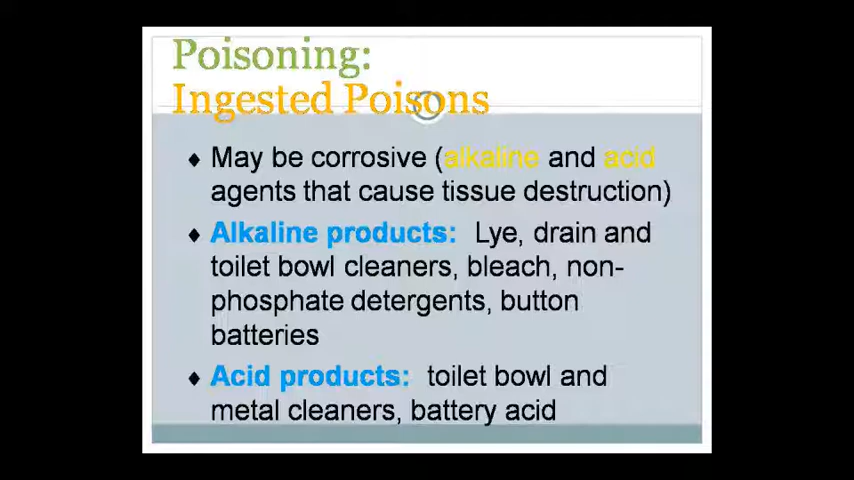 Poisoning:
Ingested Poisons
♦ May be corrosive (alkaline and acid
agents that cause tissue destruction)
♦ Alkaline products: Lye, drain and
toilet bowl cleaners, bleach, non-
phosphate detergents, button
batteries
♦ Acid products: toilet bowl and
metal cleaners, battery acid